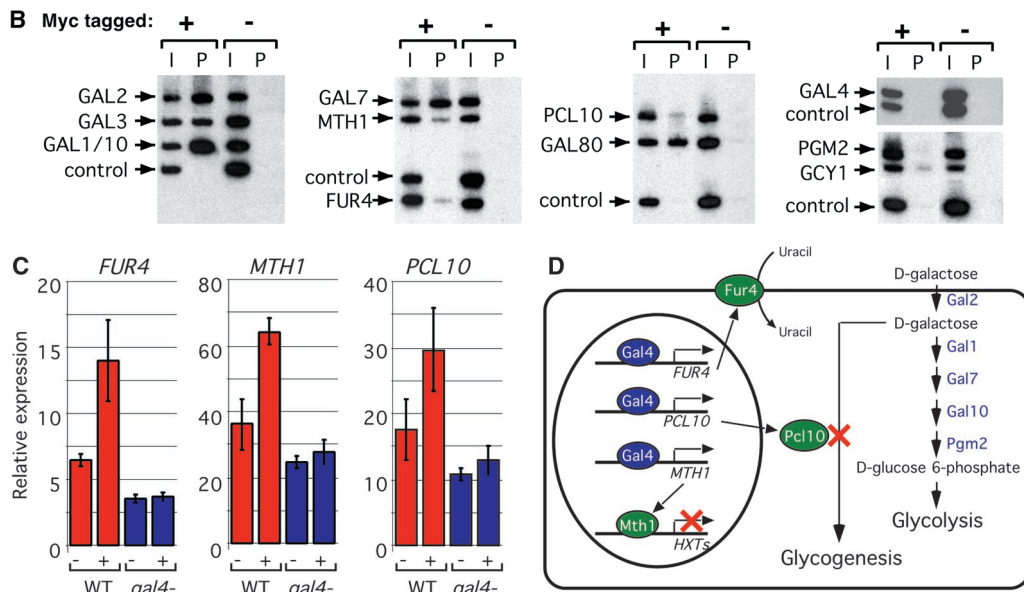 B Myc tagged: + - + - + - + -
I P I P I P I P I P I P I P I P
GAL2
GAL3
GAL1/10
control
GAL7
MTH1
control
FUR4
PCL10
GAL80
control
GAL4
control
PGM2
GCY1
control
C
Relative expression
FUR4
20
15
10
5
0
- + - +
WT gal4-
MTH1
80
60
40
20
0
- + - +
WT gal4-
PCL10
40
30
20
10
0
- + - +
WT gal4-
D
Uracil
Fur4
Uracil
Gal4
FUR4
Gal4
PCL10
Gal4
MTH1
Mth1
HXTs
Pcl10
D-galactose
Gal2
D-galactose
Gal1
Gal7
Gal10
Pgm2
D-glucose 6-phosphate
Glycolysis
Glycogenesis